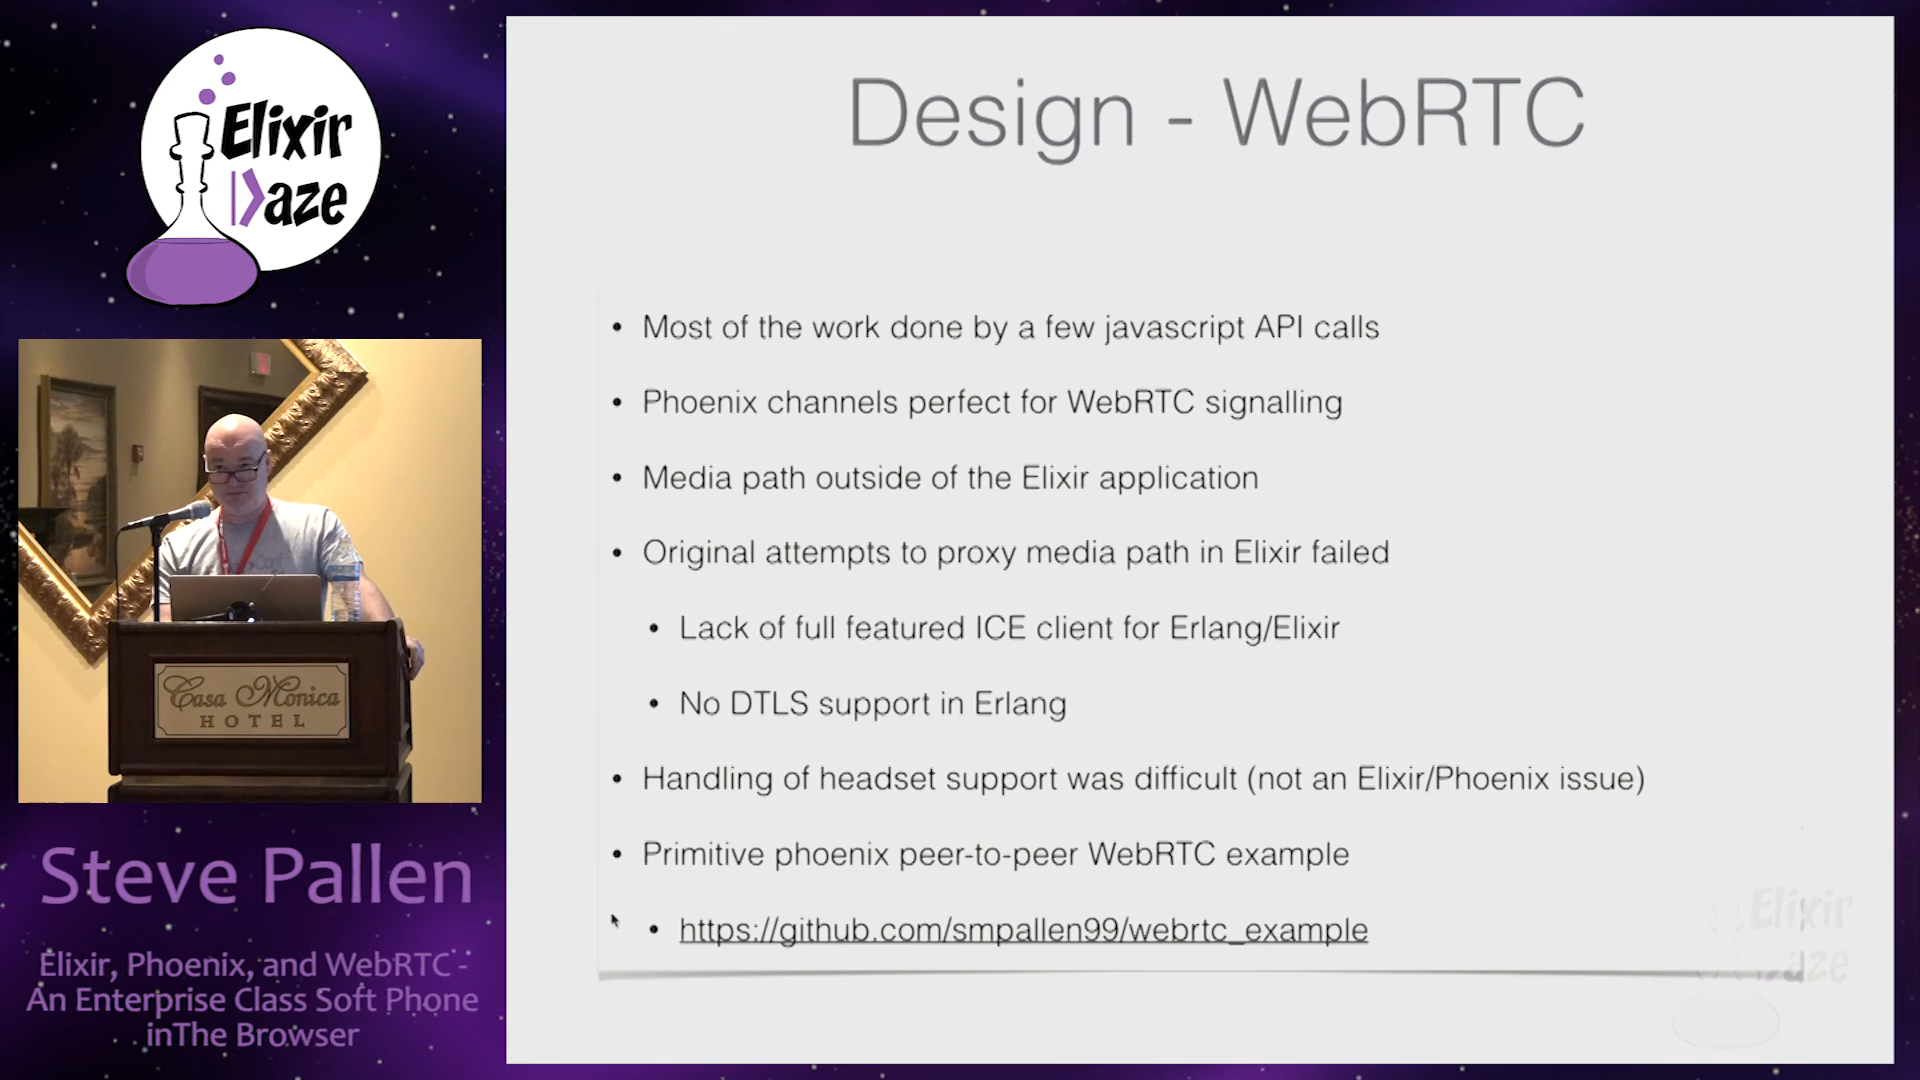 Elixir
|>aze
Design - WebRTC
• Most of the work done by a few javascript API calls
• Phoenix channels perfect for WebRTC signalling
• Media path outside of the Elixir application
• Original attempts to proxy media path in Elixir failed
• Lack of full featured ICE client for Erlang/Elixir
• No DTLS support in Erlang
• Handling of headset support was difficult (not an Elixir/Phoenix issue)
• Primitive phoenix peer-to-peer WebRTC example
• https://github.com/smpallen99/webrtc_example
Casa Monica
HOTEL
Steve Pallen
Elixir, Phoenix, and WebRTC -
An Enterprise Class Soft Phone
inThe Browser
Elixir
aze